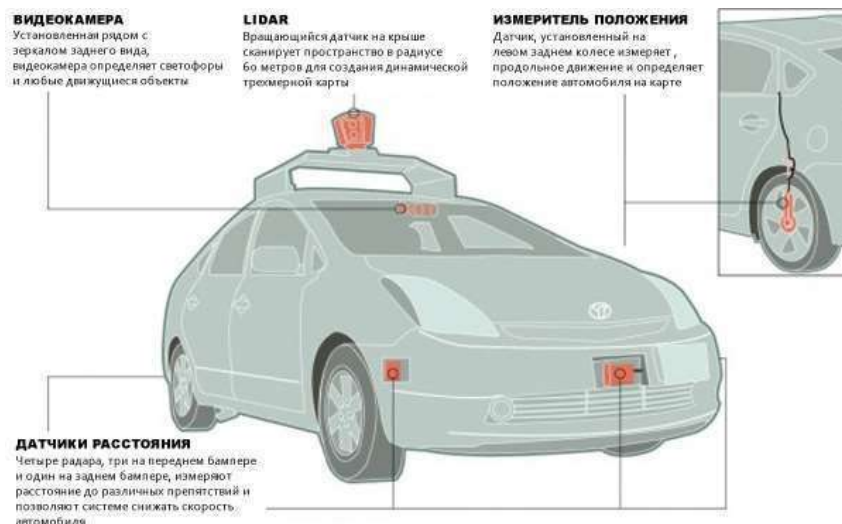 ВИДЕОКАМЕРА
Установленная рядом с
зеркалом заднего вида,
видеокамера определяет светофоры
и любые движущиеся объекты
LIDAR
Вращающийся датчик на крыше
сканирует пространство в радиусе
60 метров для создания динамической
трехмерной карты
ИЗМЕРИТЕЛЬ ПОЛОЖЕНИЯ
Датчик, установленный на
левом заднем колесе измеряет ,
продольное движение и определяет
положение автомобиля на карте
ДАТЧИКИ РАССТОЯНИЯ
Четыре радара, три на переднем бампере
и один на заднем бампере, измеряют
расстояние до различных препятствий и
позволяют системе снижать скорость
автомобиля